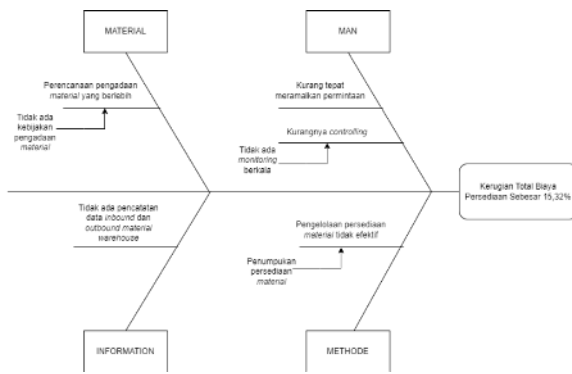 MATERIAL
MAN
Perencanaan pengadaan
material yang berlebih
Tidak ada
kebijakan
pengadaan
material
Kurang tepat
meramalkan permintaan
Kurangnya controlling
Tidak ada
monitoring
berkala
Kerugian Total Biaya
Persediaan Sebesar 15,32%
Tidak ada pencatatan
data inbound dan
outbound material
warehouse
Pengelolaan persediaan
material tidak efektif
Penumpukan
persediaan
material
INFORMATION
METHODE